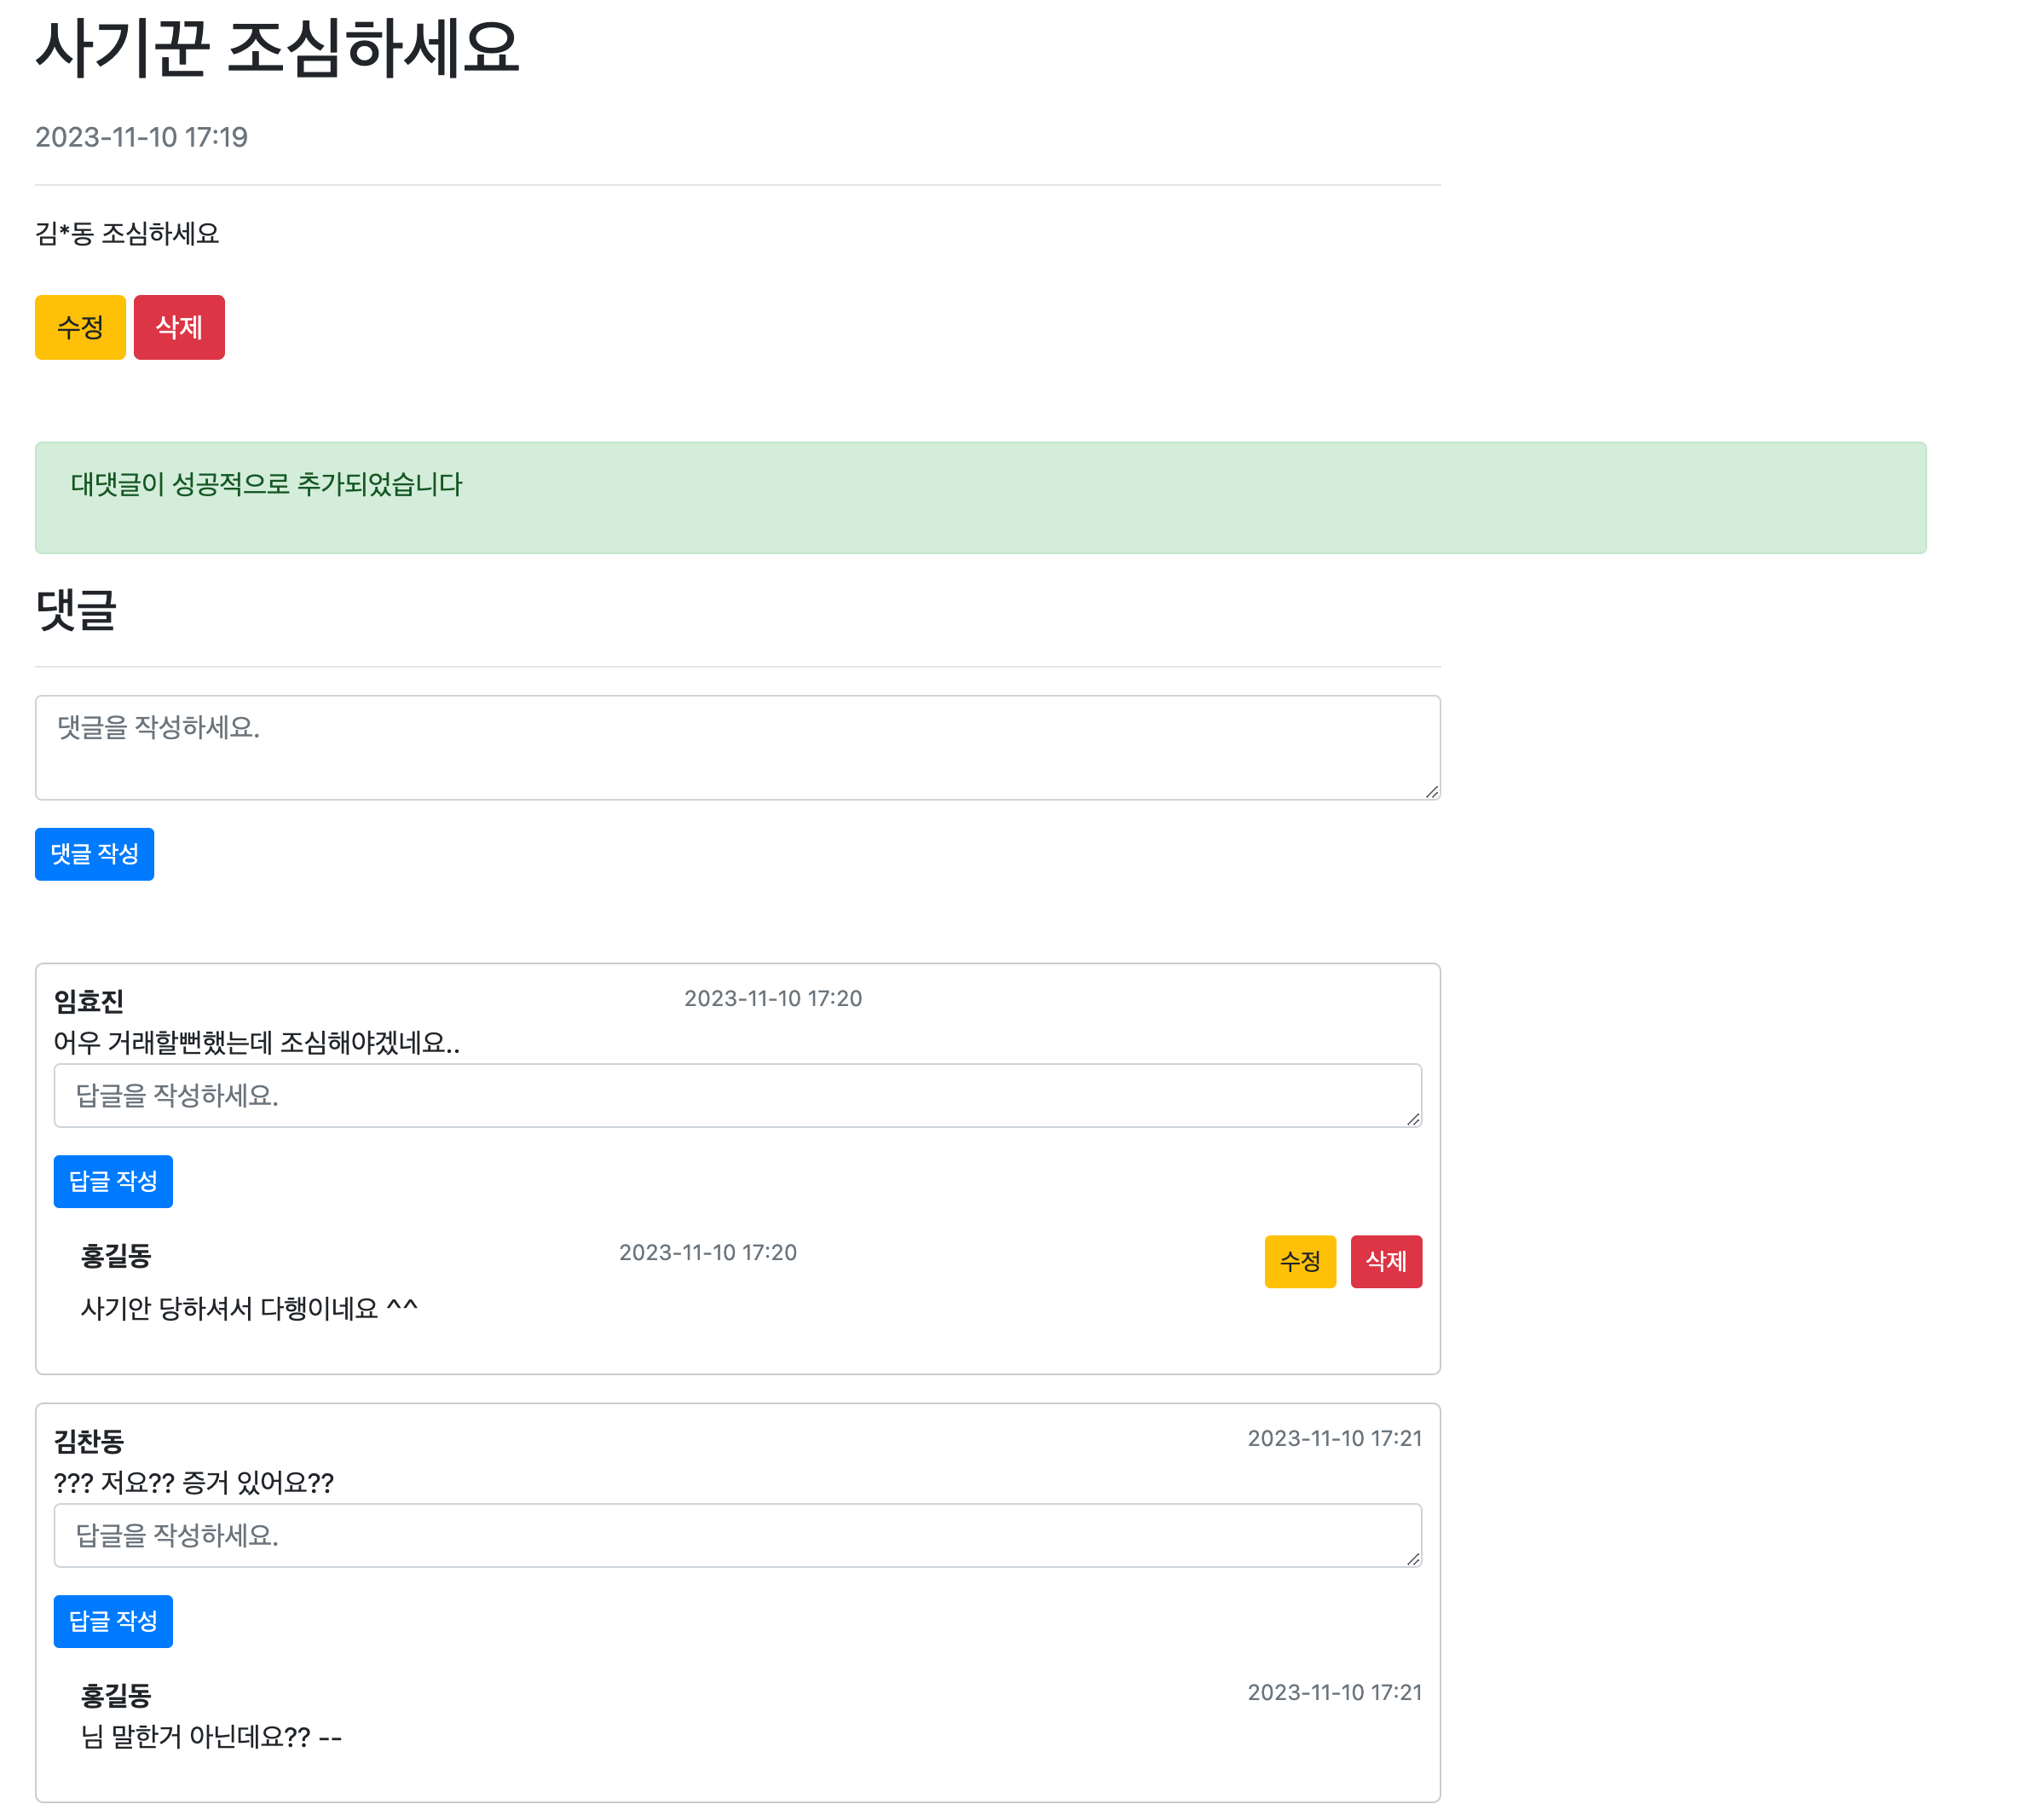 사기꾼 조심하세요
2023-11-10 17:19
김*동 조심하세요
수정 삭제
대댓글이 성공적으로 추가되었습니다
댓글
댓글을 작성하세요.
댓글 작성
임효진 2023-11-10 17:20
어우 거래할뻔했는데 조심해야겠네요..
답글을 작성하세요.
답글 작성
홍길동 2023-11-10 17:20 수정 삭제
사기안 당하셔서 다행이네요 ^^
김찬동 2023-11-10 17:21
??? 저요?? 증거 있어요??
답글을 작성하세요.
답글 작성
홍길동 2023-11-10 17:21
님 말한거 아닌데요?? --